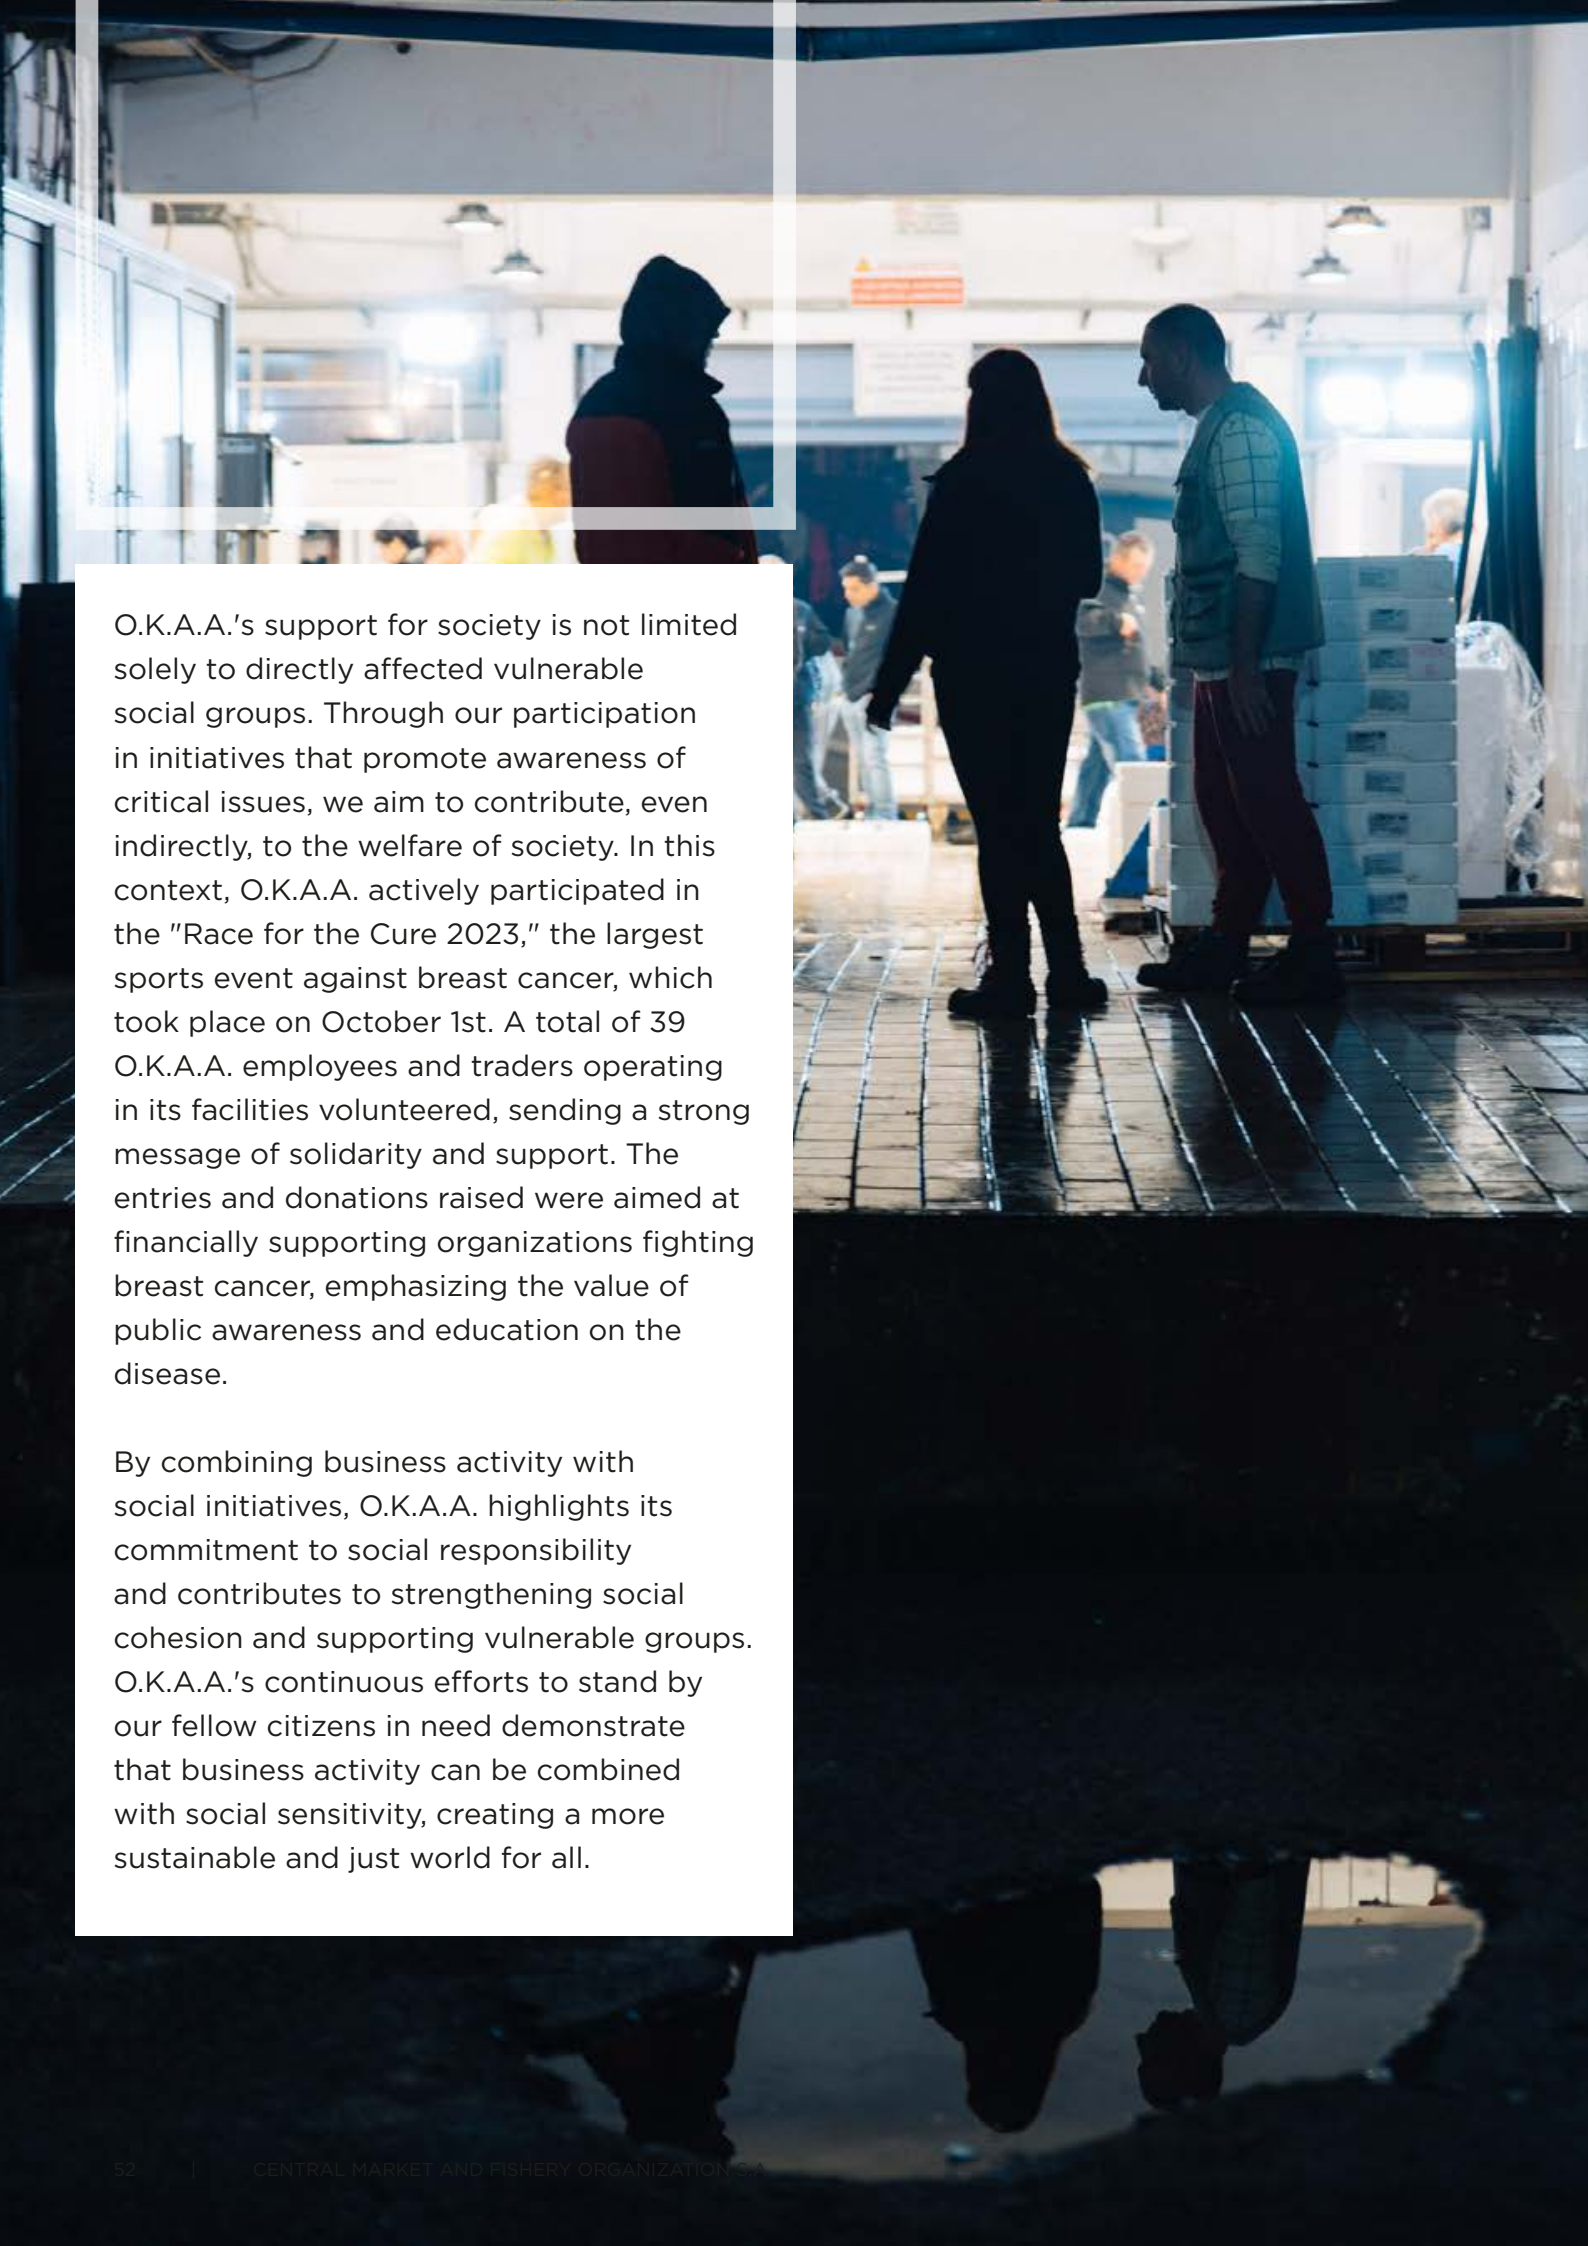 O.K.A.A.'s support for society is not limited
solely to directly affected vulnerable
social groups. Through our participation
in initiatives that promote awareness of
critical issues, we aim to contribute, even
indirectly, to the welfare of society. In this
context, O.K.A.A. actively participated in
the "Race for the Cure 2023," the largest
sports event against breast cancer, which
took place on October 1st. A total of 39
O.K.A.A. employees and traders operating
in its facilities volunteered, sending a strong
message of solidarity and support. The
entries and donations raised were aimed at
financially supporting organizations fighting
breast cancer, emphasizing the value of
public awareness and education on the
disease.
By combining business activity with
social initiatives, O.K.A.A. highlights its
commitment to social responsibility
and contributes to strengthening social
cohesion and supporting vulnerable groups.
O.K.A.A.'s continuous efforts to stand by
our fellow citizens in need demonstrate
that business activity can be combined
with social sensitivity, creating a more
sustainable and just world for all.
52 | CENTRAL MARKET AND FISHERY ORGANIZATION S.A.